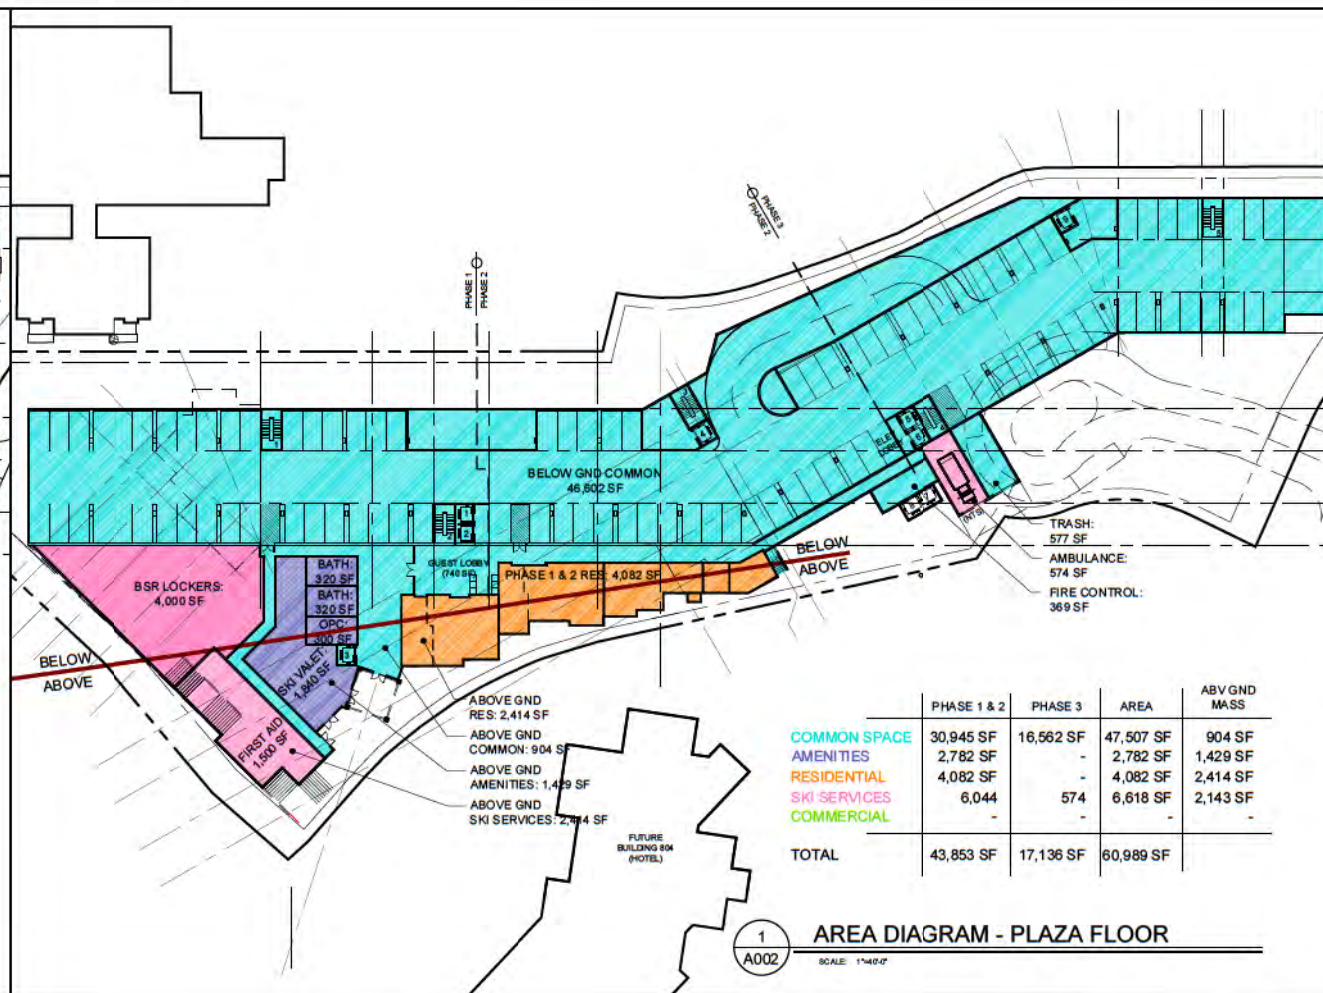 PHASE 3
PHASE 2
PHASE 1
PHASE 2
BELOW GND COMMON
46,602 SF
BSR LOCKERS:
4,000 SF
BATH:
320 SF
BATH:
320 SF
OPC:
300 SF
SKI VALET:
1,840 SF
FIRST AID
1,500 SF
GUEST LOBBY
(740 SF)
PHASE 1 & 2 RES: 4,082 SF
BELOW
ABOVE
BELOW
ABOVE
(NTS)
TRASH:
577 SF
AMBULANCE:
574 SF
FIRE CONTROL:
369 SF
ABOVE GND
RES: 2,414 SF
ABOVE GND
COMMON: 904 SF
ABOVE GND
AMENITIES: 1,429 SF
ABOVE GND
SKI SERVICES: 2,414 SF
FUTURE
BUILDING 804
(HOTEL)
PHASE 1 & 2 PHASE 3 AREA ABV GND MASS
COMMON SPACE 30,945 SF 16,562 SF 47,507 SF 904 SF
AMENITIES 2,782 SF - 2,782 SF 1,429 SF
RESIDENTIAL 4,082 SF - 4,082 SF 2,414 SF
SKI SERVICES 6,044 574 6,618 SF 2,143 SF
COMMERCIAL - - - -
TOTAL 43,853 SF 17,136 SF 60,989 SF
1
A002
AREA DIAGRAM - PLAZA FLOOR
SCALE: 1"=40'-0"